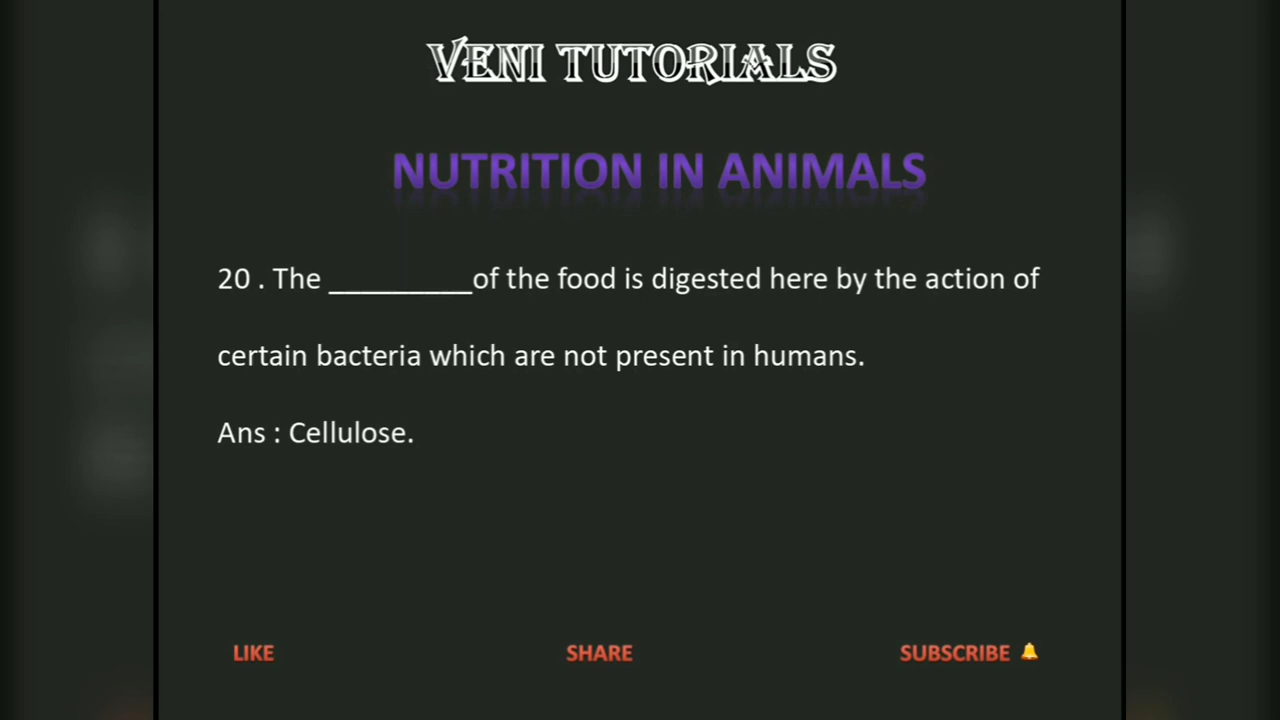 VENI TUTORIALS
NUTRITION IN ANIMALS
20 . The _________of the food is digested here by the action of
certain bacteria which are not present in humans.
Ans : Cellulose.
LIKE SHARE SUBSCRIBE 🔔